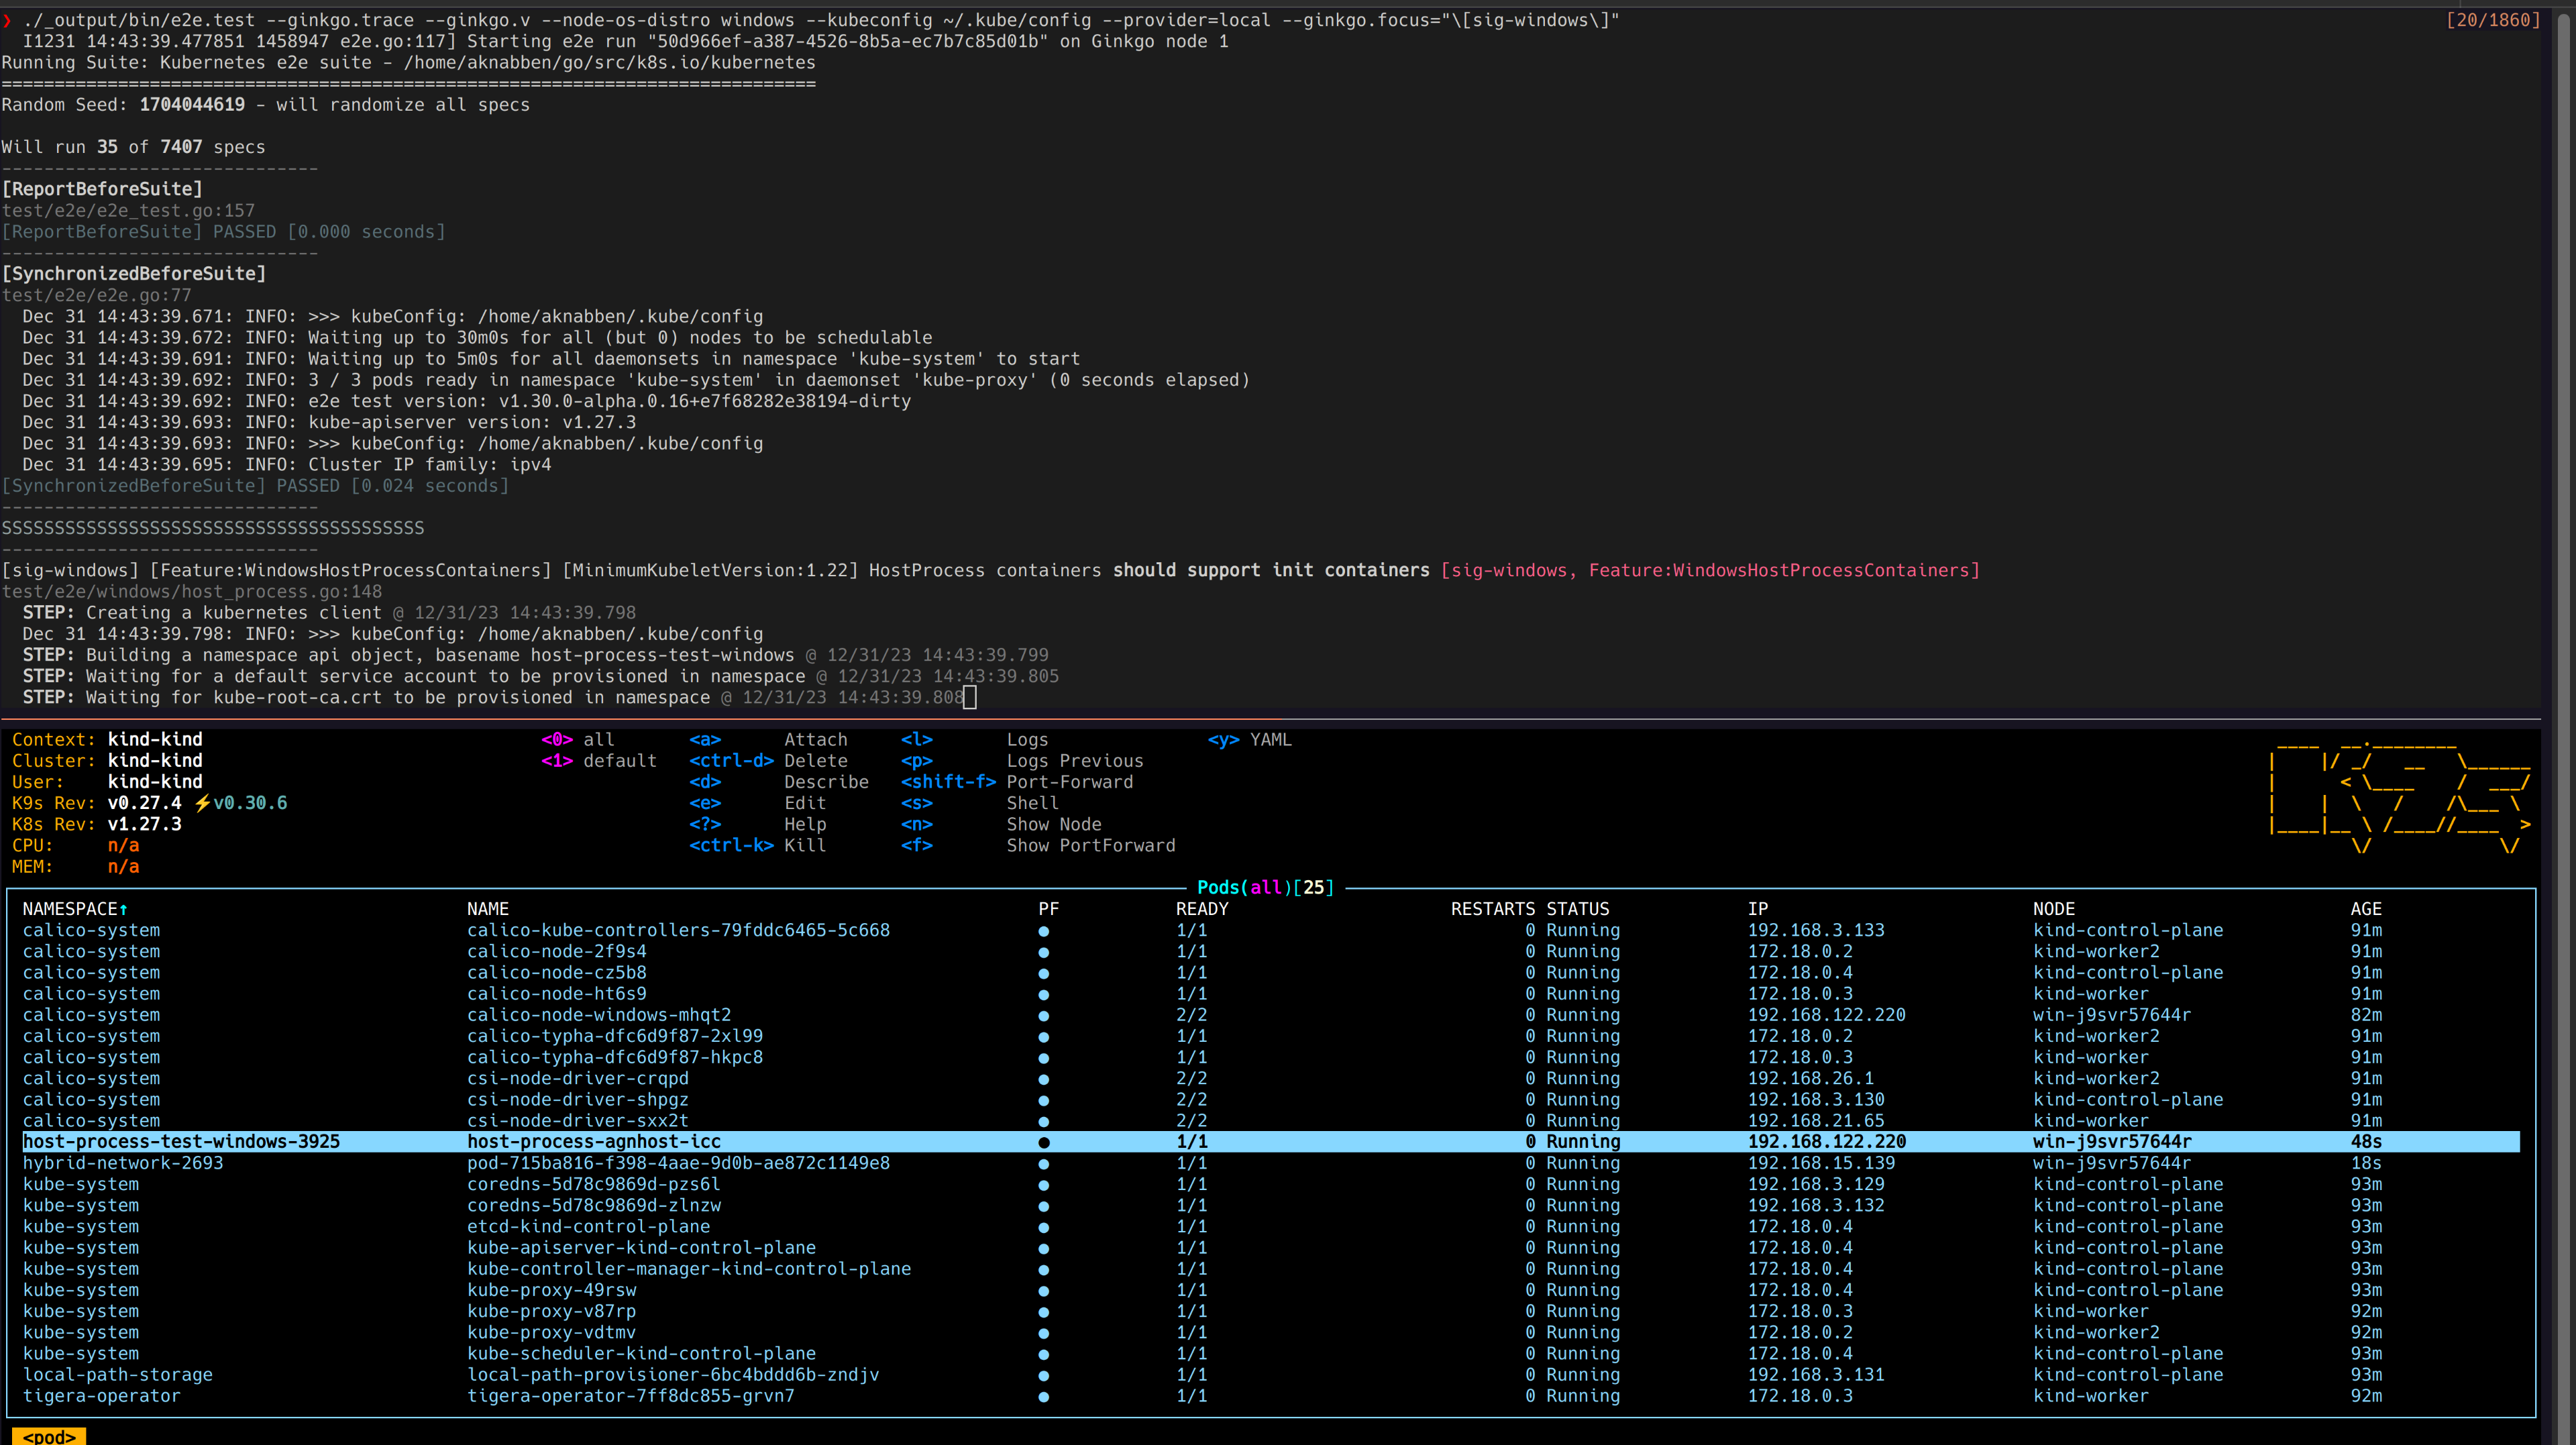 ❯ ./_output/bin/e2e.test --ginkgo.trace --ginkgo.v --node-os-distro windows --kubeconfig ~/.kube/config --provider=local --ginkgo.focus="\[sig-windows\]" [20/1860]
I1231 14:43:39.477851 1458947 e2e.go:117] Starting e2e run "50d966ef-a387-4526-8b5a-ec7b7c85d01b" on Ginkgo node 1
Running Suite: Kubernetes e2e suite - /home/aknabben/go/src/k8s.io/kubernetes
=============================================================================
Random Seed: 1704044619 - will randomize all specs
Will run 35 of 7407 specs
------------------------------
[ReportBeforeSuite]
test/e2e/e2e_test.go:157
[ReportBeforeSuite] PASSED [0.000 seconds]
------------------------------
[SynchronizedBeforeSuite]
test/e2e/e2e.go:77
Dec 31 14:43:39.671: INFO: >>> kubeConfig: /home/aknabben/.kube/config
Dec 31 14:43:39.672: INFO: Waiting up to 30m0s for all (but 0) nodes to be schedulable
Dec 31 14:43:39.691: INFO: Waiting up to 5m0s for all daemonsets in namespace 'kube-system' to start
Dec 31 14:43:39.692: INFO: 3 / 3 pods ready in namespace 'kube-system' in daemonset 'kube-proxy' (0 seconds elapsed)
Dec 31 14:43:39.692: INFO: e2e test version: v1.30.0-alpha.0.16+e7f68282e38194-dirty
Dec 31 14:43:39.693: INFO: kube-apiserver version: v1.27.3
Dec 31 14:43:39.693: INFO: >>> kubeConfig: /home/aknabben/.kube/config
Dec 31 14:43:39.695: INFO: Cluster IP family: ipv4
[SynchronizedBeforeSuite] PASSED [0.024 seconds]
------------------------------
SSSSSSSSSSSSSSSSSSSSSSSSSSSSSSSSSSSSSSSS
------------------------------
[sig-windows] [Feature:WindowsHostProcessContainers] [MinimumKubeletVersion:1.22] HostProcess containers should support init containers [sig-windows, Feature:WindowsHostProcessContainers]
test/e2e/windows/host_process.go:148
STEP: Creating a kubernetes client @ 12/31/23 14:43:39.798
Dec 31 14:43:39.798: INFO: >>> kubeConfig: /home/aknabben/.kube/config
STEP: Building a namespace api object, basename host-process-test-windows @ 12/31/23 14:43:39.799
STEP: Waiting for a default service account to be provisioned in namespace @ 12/31/23 14:43:39.805
STEP: Waiting for kube-root-ca.crt to be provisioned in namespace @ 12/31/23 14:43:39.808
Context: kind-kind <0> all <a> Attach <l> Logs <y> YAML
Cluster: kind-kind <1> default <ctrl-d> Delete <p> Logs Previous
User: kind-kind <d> Describe <shift-f> Port-Forward
K9s Rev: v0.27.4 ⚡v0.30.6 <e> Edit <s> Shell
K8s Rev: v1.27.3 <?> Help <n> Show Node
CPU: n/a <ctrl-k> Kill <f> Show PortForward
MEM: n/a
Pods(all)[25]
NAMESPACE↑ NAME PF READY RESTARTS STATUS IP NODE AGE
calico-system calico-kube-controllers-79fddc6465-5c668 ● 1/1 0 Running 192.168.3.133 kind-control-plane 91m
calico-system calico-node-2f9s4 ● 1/1 0 Running 172.18.0.2 kind-worker2 91m
calico-system calico-node-cz5b8 ● 1/1 0 Running 172.18.0.4 kind-control-plane 91m
calico-system calico-node-ht6s9 ● 1/1 0 Running 172.18.0.3 kind-worker 91m
calico-system calico-node-windows-mhqt2 ● 2/2 0 Running 192.168.122.220 win-j9svr57644r 82m
calico-system calico-typha-dfc6d9f87-2xl99 ● 1/1 0 Running 172.18.0.2 kind-worker2 91m
calico-system calico-typha-dfc6d9f87-hkpc8 ● 1/1 0 Running 172.18.0.3 kind-worker 91m
calico-system csi-node-driver-crqpd ● 2/2 0 Running 192.168.26.1 kind-worker2 91m
calico-system csi-node-driver-shpgz ● 2/2 0 Running 192.168.3.130 kind-control-plane 91m
calico-system csi-node-driver-sxx2t ● 2/2 0 Running 192.168.21.65 kind-worker 91m
host-process-test-windows-3925 host-process-agnhost-icc ● 1/1 0 Running 192.168.122.220 win-j9svr57644r 48s
hybrid-network-2693 pod-715ba816-f398-4aae-9d0b-ae872c1149e8 ● 1/1 0 Running 192.168.15.139 win-j9svr57644r 18s
kube-system coredns-5d78c9869d-pzs6l ● 1/1 0 Running 192.168.3.129 kind-control-plane 93m
kube-system coredns-5d78c9869d-zlnzw ● 1/1 0 Running 192.168.3.132 kind-control-plane 93m
kube-system etcd-kind-control-plane ● 1/1 0 Running 172.18.0.4 kind-control-plane 93m
kube-system kube-apiserver-kind-control-plane ● 1/1 0 Running 172.18.0.4 kind-control-plane 93m
kube-system kube-controller-manager-kind-control-plane ● 1/1 0 Running 172.18.0.4 kind-control-plane 93m
kube-system kube-proxy-49rsw ● 1/1 0 Running 172.18.0.4 kind-control-plane 93m
kube-system kube-proxy-v87rp ● 1/1 0 Running 172.18.0.3 kind-worker 92m
kube-system kube-proxy-vdtmv ● 1/1 0 Running 172.18.0.2 kind-worker2 92m
kube-system kube-scheduler-kind-control-plane ● 1/1 0 Running 172.18.0.4 kind-control-plane 93m
local-path-storage local-path-provisioner-6bc4bddd6b-zndjv ● 1/1 0 Running 192.168.3.131 kind-control-plane 93m
tigera-operator tigera-operator-7ff8dc855-grvn7 ● 1/1 0 Running 172.18.0.3 kind-worker 92m
<pod>